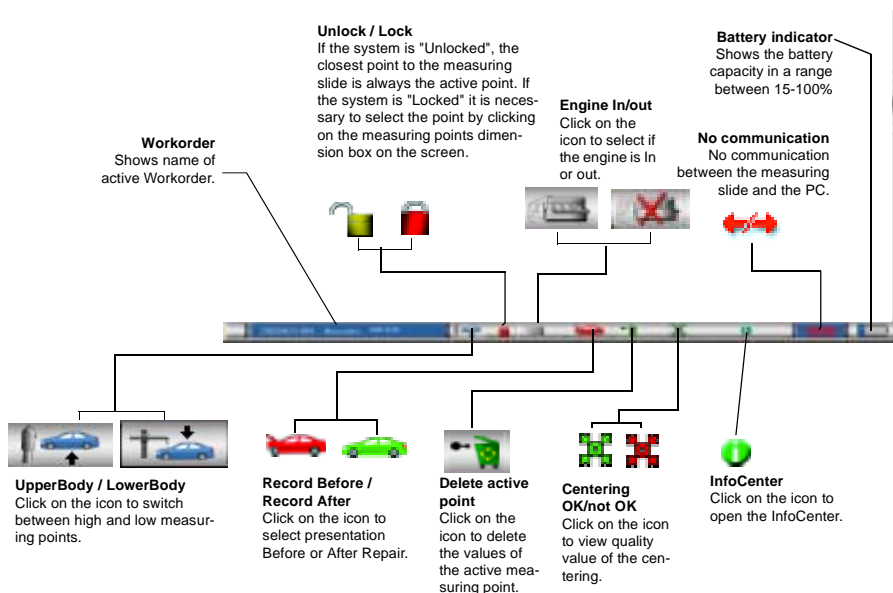 Unlock / Lock
If the system is "Unlocked", the
closest point to the measuring
slide is always the active point. If
the system is "Locked" it is neces-
sary to select the point by clicking
on the measuring points dimen-
sion box on the screen.
Battery indicator
Shows the battery
capacity in a range
between 15-100%
Engine In/out
Click on the
icon to select if
the engine is In
or out.
No communication
No communication
between the measuring
slide and the PC.
Workorder
Shows name of
active Workorder.
UpperBody / LowerBody
Click on the icon to switch
between high and low measur-
ing points.
Record Before /
Record After
Click on the icon to
select presentation
Before or After Repair.
Delete active
point
Click on the
icon to delete
the values of
the active mea-
suring point.
Centering
OK/not OK
Click on the icon
to view quality
value of the cen-
tering.
InfoCenter
Click on the icon to
open the InfoCenter.